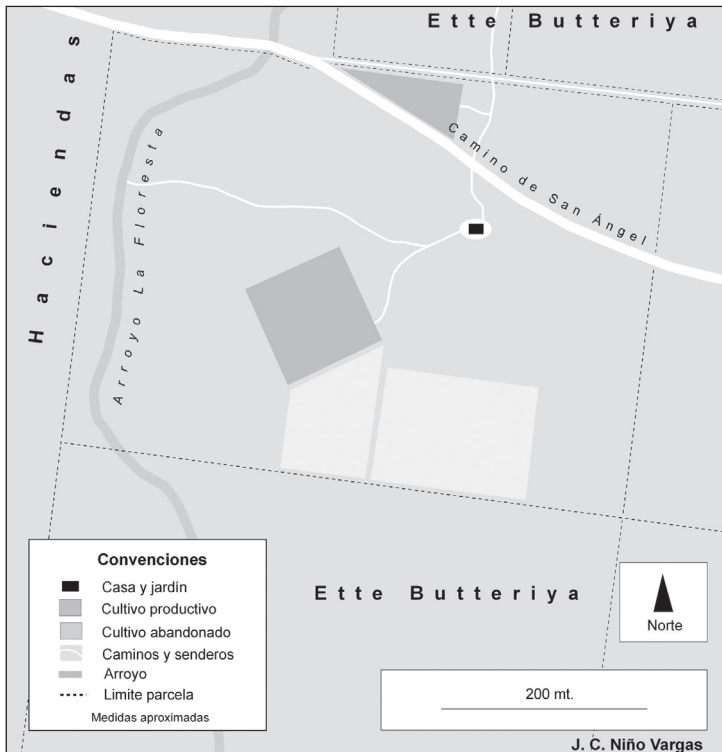 Ette Butteriya
Haciendas
Arroyo La Floresta
Camino de San Ángel
Ette Butteriya
Convenciones
Casa y jardín
Cultivo productivo
Cultivo abandonado
Caminos y senderos
Arroyo
Limite parcela
Medidas aproximadas
Norte
200 mt.
J. C. Niño Vargas